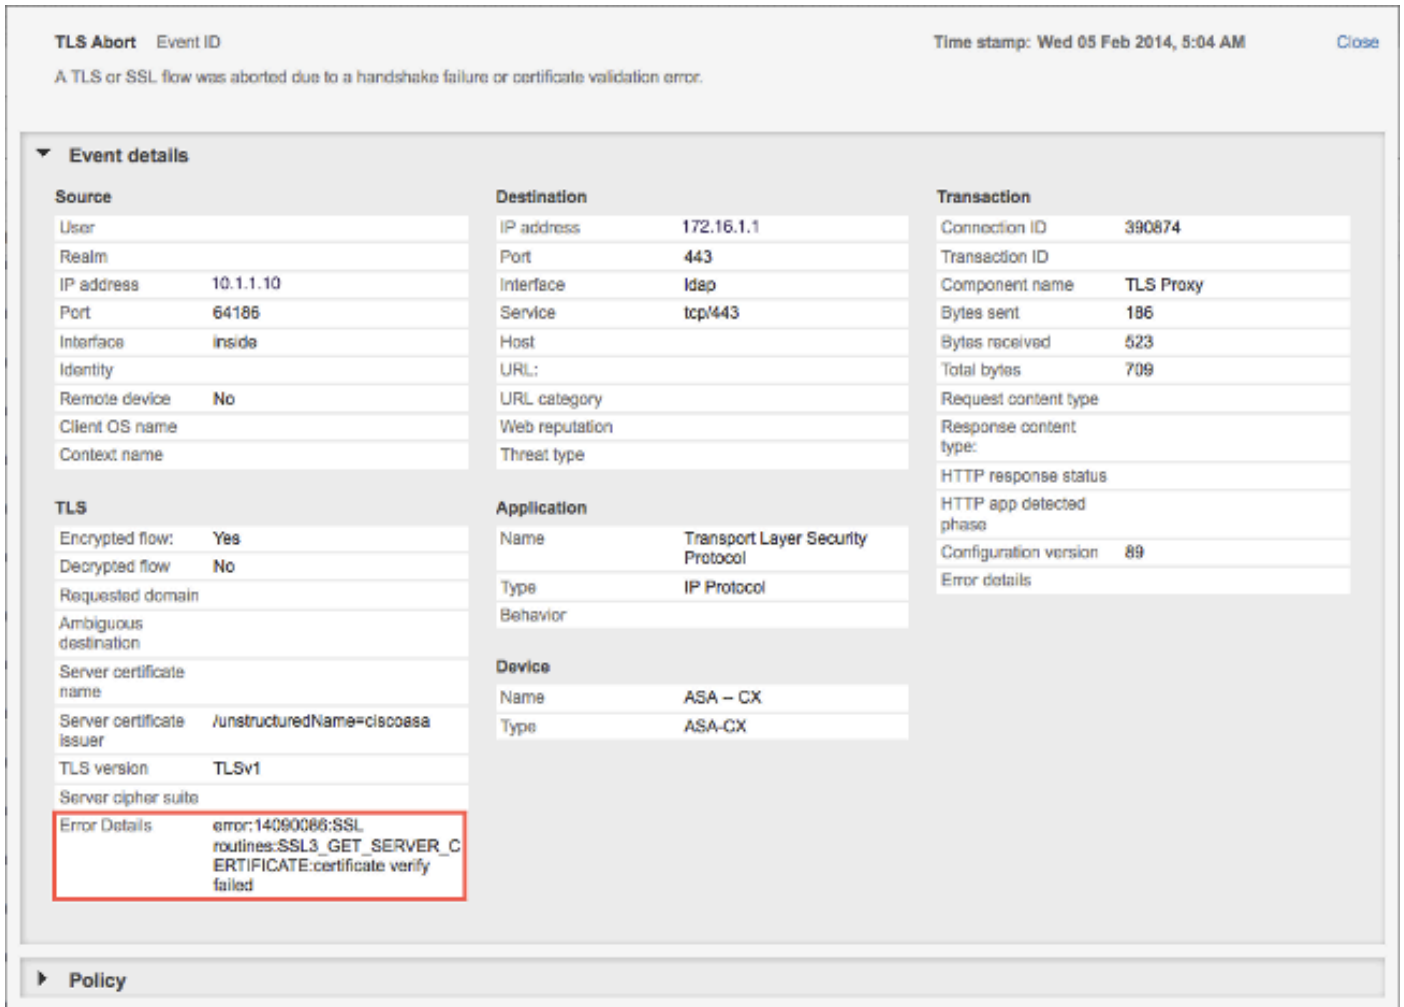 TLS Abort Event ID
Time stamp: Wed 05 Feb 2014, 5:04 AM
Close
A TLS or SSL flow was aborted due to a handshake failure or certificate validation error.
Event details
Source
User
Realm
IP address 10.1.1.10
Port 64186
Interface inside
Identity
Remote device No
Client OS name
Context name
TLS
Encrypted flow: Yes
Decrypted flow No
Requested domain
Ambiguous
destination
Server certificate
name
Server certificate /unstructuredName=ciscoasa
issuer
TLS version TLSv1
Server cipher suite
Error Details error:14090086:SSL
routines:SSL3_GET_SERVER_C
ERTIFICATE:certificate verify
failed
Destination
IP address 172.16.1.1
Port 443
Interface ldap
Service tcp/443
Host
URL:
URL category
Web reputation
Threat type
Application
Name Transport Layer Security
Protocol
Type IP Protocol
Behavior
Device
Name ASA -- CX
Type ASA-CX
Transaction
Connection ID 390874
Transaction ID
Component name TLS Proxy
Bytes sent 186
Bytes received 523
Total bytes 709
Request content type
Response content
type:
HTTP response status
HTTP app detected
phase
Configuration version 89
Error details
Policy